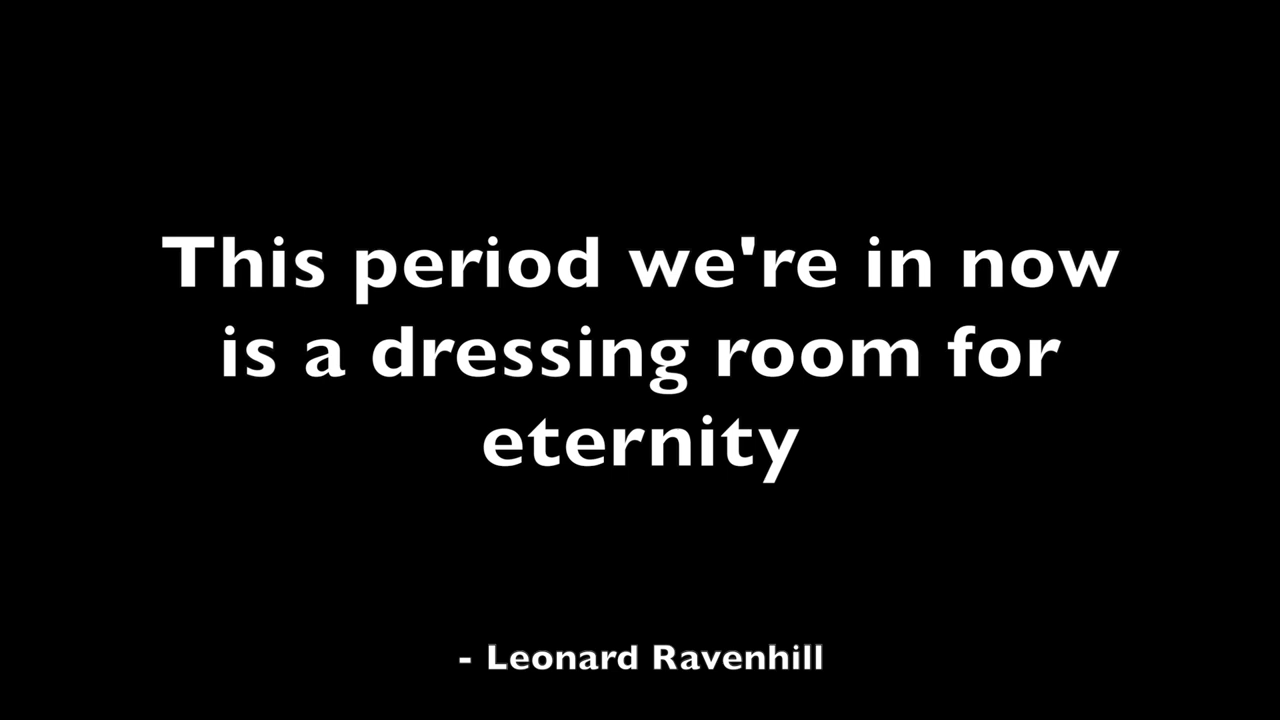 This period we're in now
is a dressing room for
eternity
- Leonard Ravenhill